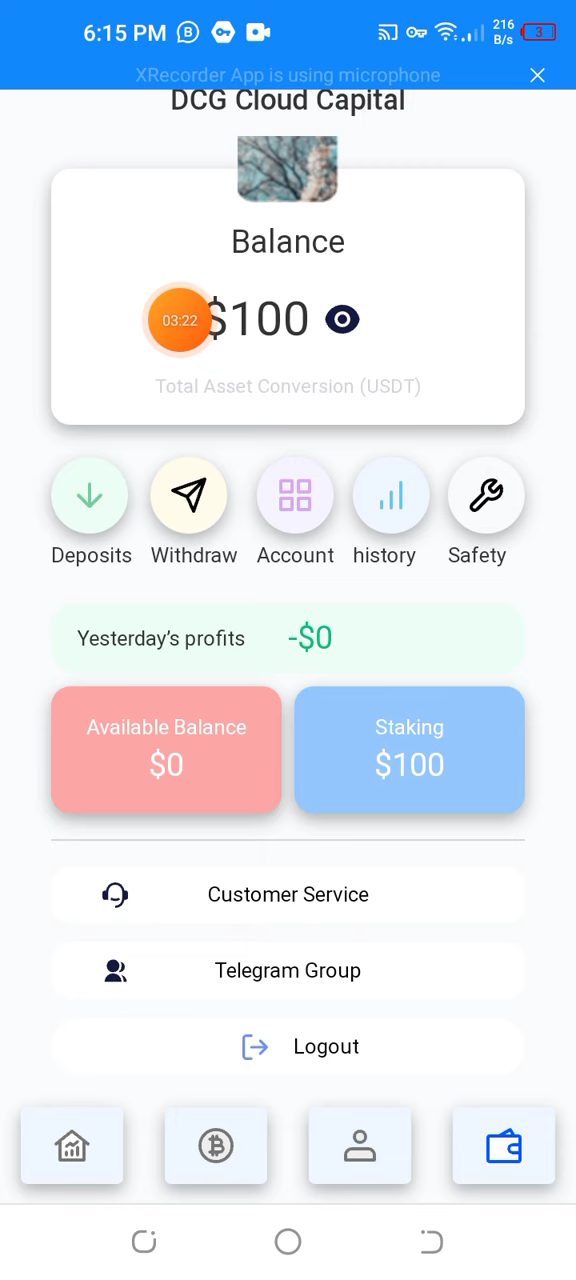 6:15 PM
216 B/s
3
XRecorder App is using microphone
DCG Cloud Capital
Balance
03:22
$100
Total Asset Conversion (USDT)
Deposits Withdraw Account history Safety
Yesterday's profits -$0
Available Balance Staking
$0 $100
Customer Service
Telegram Group
Logout